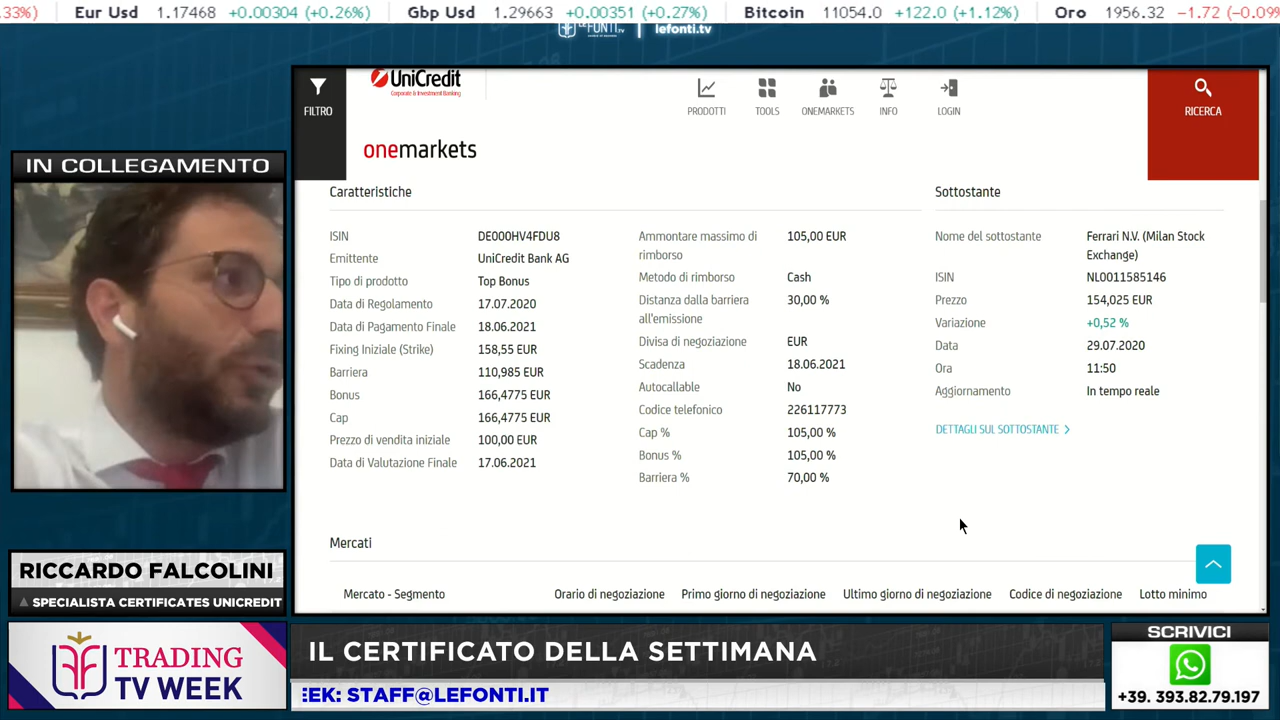 .33%)
Eur Usd 1.17468 +0.00304 (+0.26%)
Gbp Usd 1.29663 +0.00351 (+0.27%)
Bitcoin 11054.0 +122.0 (+1.12%)
Oro 1956.32 −1.72 (−0.09%
LE FONTI.TV
lefonti.tv
FILTRO
UniCredit
Corporate & Investment Banking
PRODOTTI
TOOLS
ONEMARKETS
INFO
LOGIN
RICERCA
onemarkets
IN COLLEGAMENTO
Caratteristiche
ISIN DE000HV4FDU8
Emittente UniCredit Bank AG
Tipo di prodotto Top Bonus
Data di Regolamento 17.07.2020
Data di Pagamento Finale 18.06.2021
Fixing Iniziale (Strike) 158,55 EUR
Barriera 110,985 EUR
Bonus 166,4775 EUR
Cap 166,4775 EUR
Prezzo di vendita iniziale 100,00 EUR
Data di Valutazione Finale 17.06.2021
Ammontare massimo di 105,00 EUR
rimborso
Metodo di rimborso Cash
Distanza dalla barriera 30,00 %
all'emissione
Divisa di negoziazione EUR
Scadenza 18.06.2021
Autocallable No
Codice telefonico 226117773
Cap % 105,00 %
Bonus % 105,00 %
Barriera % 70,00 %
Sottostante
Nome del sottostante Ferrari N.V. (Milan Stock
Exchange)
ISIN NL0011585146
Prezzo 154,025 EUR
Variazione +0,52 %
Data 29.07.2020
Ora 11:50
Aggiornamento In tempo reale
DETTAGLI SUL SOTTOSTANTE
Mercati
Mercato - Segmento Orario di negoziazione Primo giorno di negoziazione Ultimo giorno di negoziazione Codice di negoziazione Lotto minimo
RICCARDO FALCOLINI
SPECIALISTA CERTIFICATES UNICREDIT
TRADING
TV WEEK
IL CERTIFICATO DELLA SETTIMANA
EEK: STAFF@LEFONTI.IT
SCRIVICI
+39. 393.82.79.197